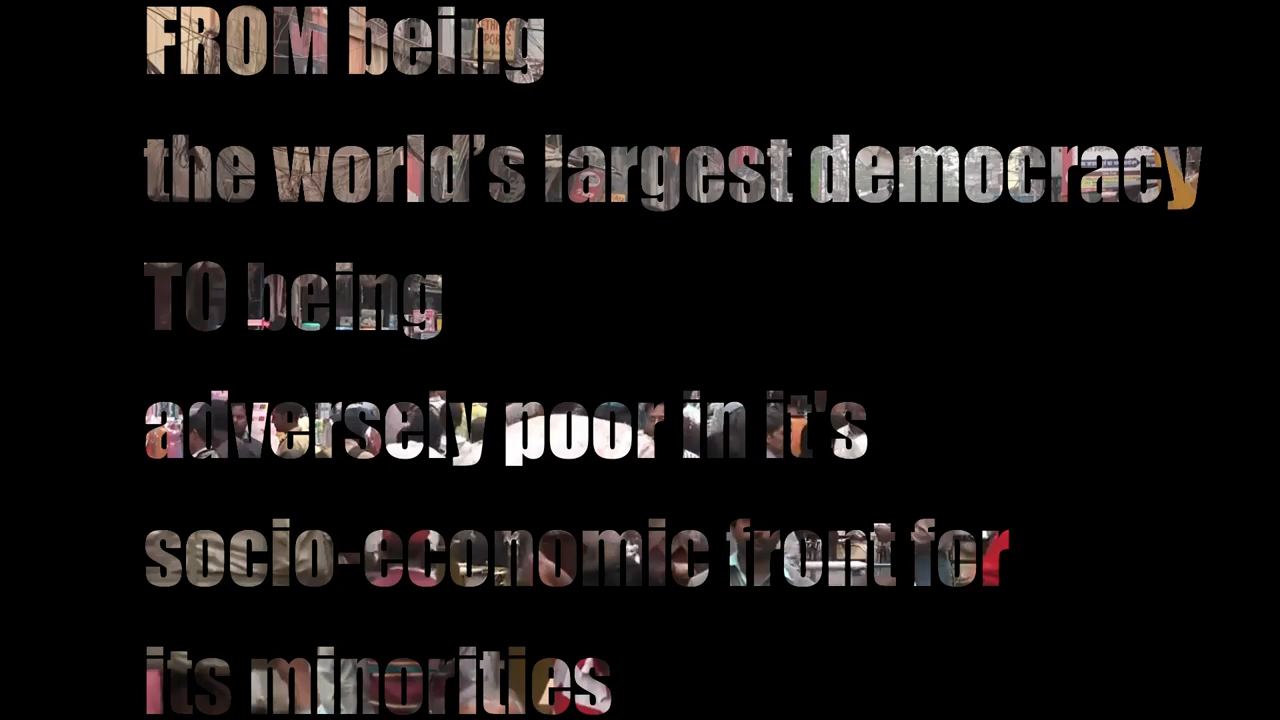 FROM being
the world’s largest democracy
TO being
adversely poor in it's
socio-economic front for
its minorities